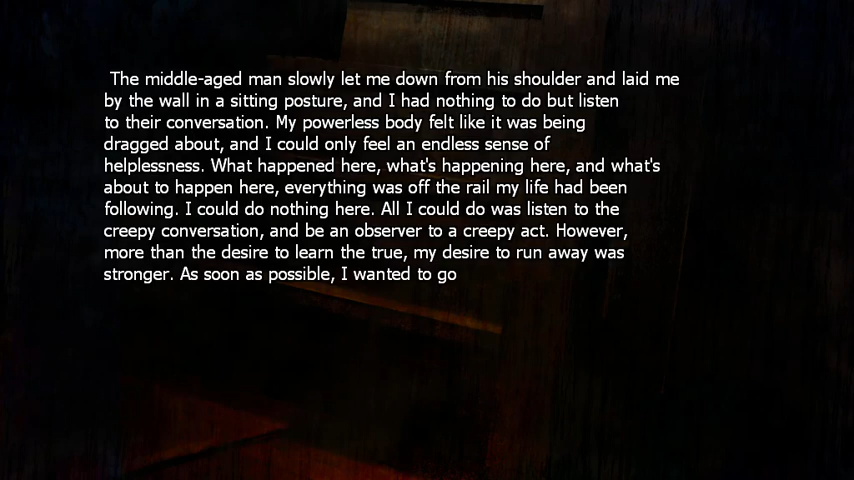 The middle-aged man slowly let me down from his shoulder and laid me
by the wall in a sitting posture, and I had nothing to do but listen
to their conversation. My powerless body felt like it was being
dragged about, and I could only feel an endless sense of
helplessness. What happened here, what's happening here, and what's
about to happen here, everything was off the rail my life had been
following. I could do nothing here. All I could do was listen to the
creepy conversation, and be an observer to a creepy act. However,
more than the desire to learn the true, my desire to run away was
stronger. As soon as possible, I wanted to go